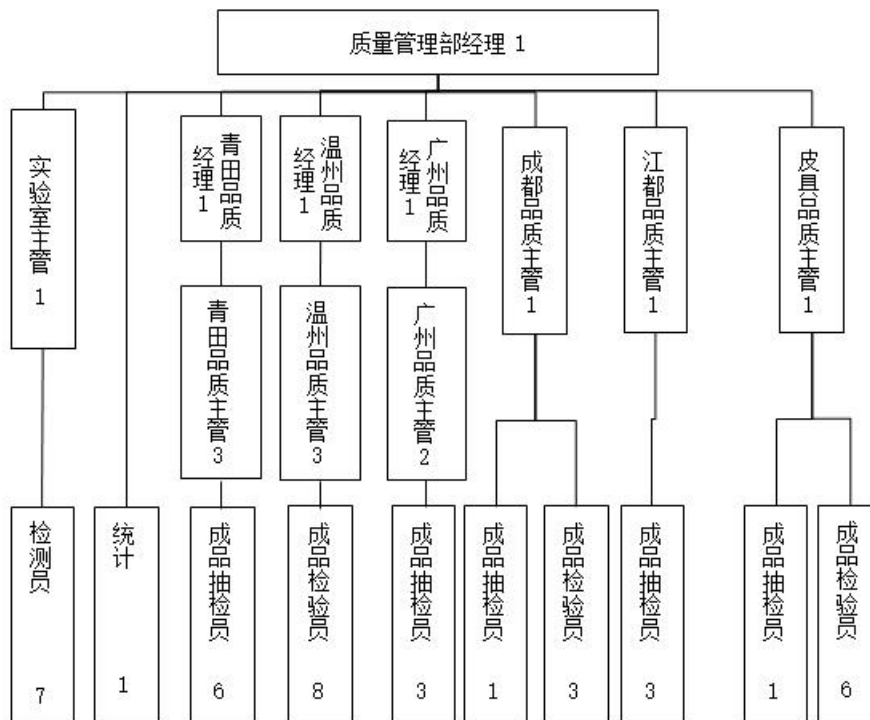 质量管理部经理 1
实验室主管 1
青田品质
经理 1
温州品质
经理 1
广州品质
经理 1
成都品质主管 1
江都品质主管 1
皮具品质主管 1
青田品质主管 3
温州品质主管 3
广州品质主管 2
检测员 7
统计 1
成品抽检员 6
成品检验员 8
成品抽检员 3
成品抽检员 1
成品检验员 3
成品抽检员 3
成品抽检员 1
成品检验员 6